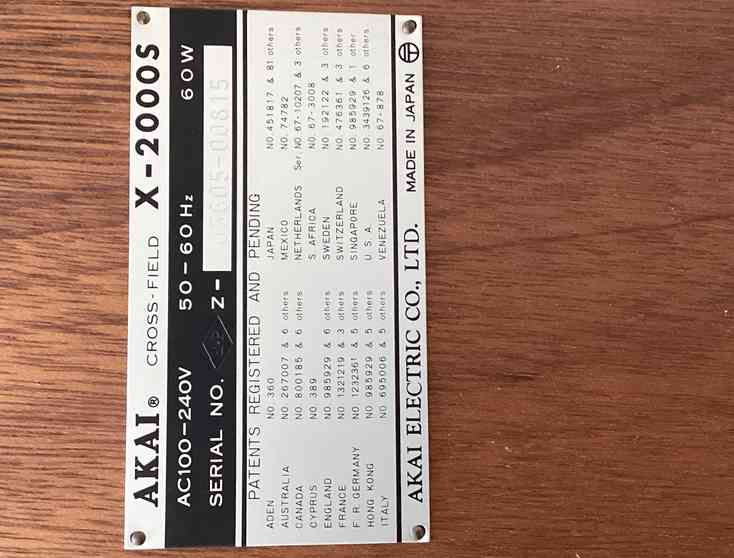 AKAI ® CROSS-FIELD X-2000S
AC100-240V 50-60Hz 60W
SERIAL NO. Z-
PATENTS REGISTERED AND PENDING
ADEN NO. 360
AUSTRALIA NO. 267007 & 6 others
CANADA NO. 800185 & 6 others
CYPRUS NO. 389
ENGLAND NO. 985929 & 6 others
FRANCE NO. 1321219 & 3 others
F. R. GERMANY NO. 1232361 & 5 others
HONG KONG NO. 985929 & 5 others
ITALY NO. 695006 & 5 others
JAPAN NO. 451817 & 81 others
MEXICO NO. 74782
NETHERLANDS Ser. NO. 67-10207 & 3 others
S. AFRICA NO. 67-3008
SWEDEN NO. 192122 & 3 others
SWITZERLAND NO. 476361 & 3 others
SINGAPORE NO. 985929 & 1 other
U. S. A. NO. 3439126 & 6 others
VENEZUELA NO. 67-878
AKAI ELECTRIC CO., LTD. MADE IN JAPAN